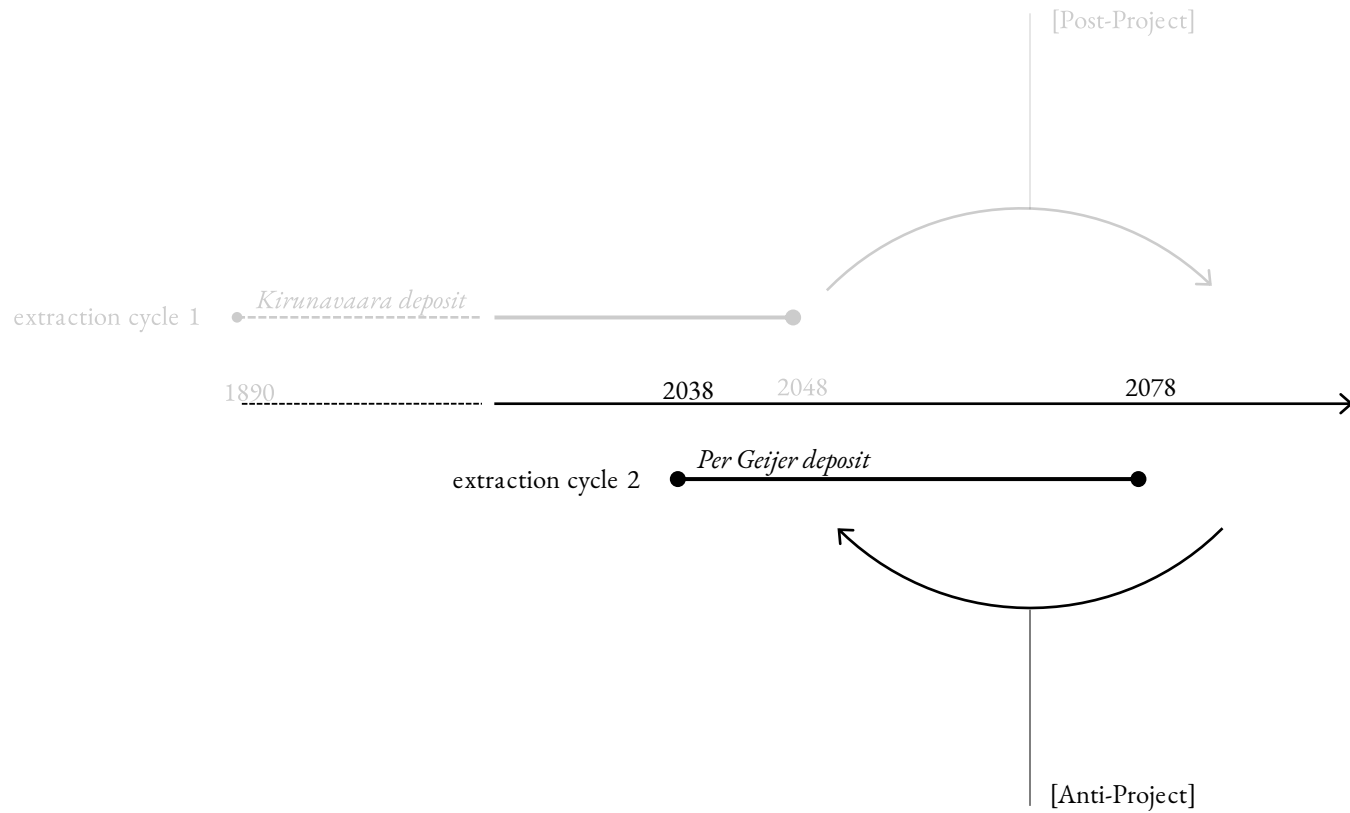 [Post-Project]
Kirunavaara deposit
extraction cycle 1
1890
2038
2048
2078
Per Geijer deposit
extraction cycle 2
[Anti-Project]